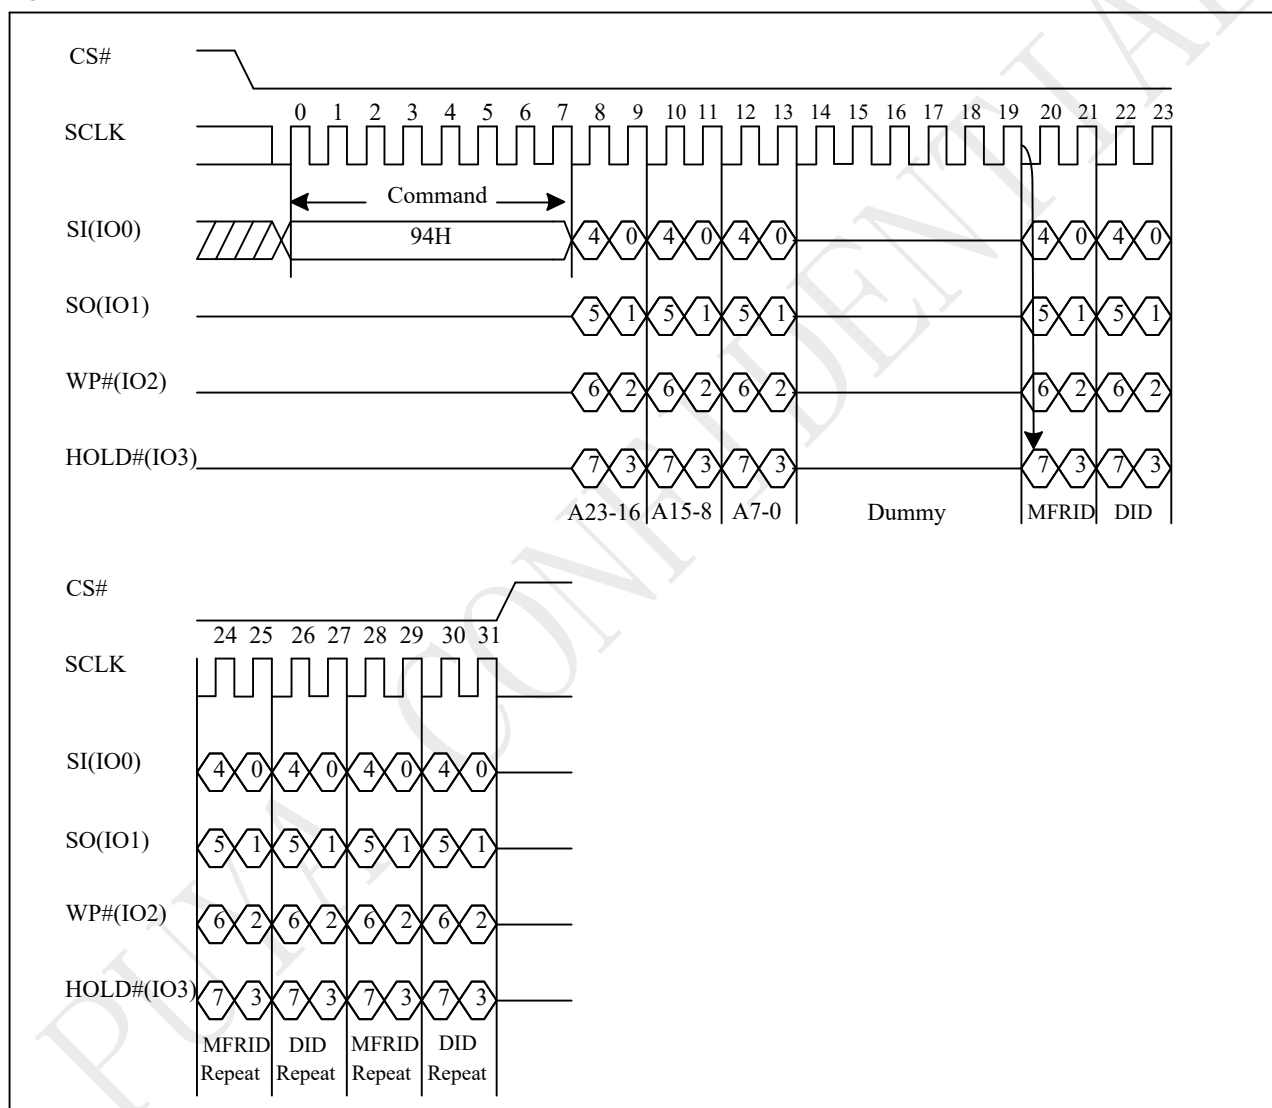 CS#
0 1 2 3 4 5 6 7 8 9 10 11 12 13 14 15 16 17 18 19 20 21 22 23
SCLK
Command
SI(IO0) 94H 4 0 4 0 4 0 4 0 4 0
SO(IO1) 5 1 5 1 5 1 5 1 5 1
WP#(IO2) 6 2 6 2 6 2 6 2 6 2
HOLD#(IO3) 7 3 7 3 7 3 7 3 7 3
A23-16 A15-8 A7-0 Dummy MFRID DID
CS#
24 25 26 27 28 29 30 31
SCLK
SI(IO0) 4 0 4 0 4 0 4 0
SO(IO1) 5 1 5 1 5 1 5 1
WP#(IO2) 6 2 6 2 6 2 6 2
HOLD#(IO3) 7 3 7 3 7 3 7 3
MFRID DID MFRID DID
Repeat Repeat Repeat Repeat
PUYA CONFIDENTIAL